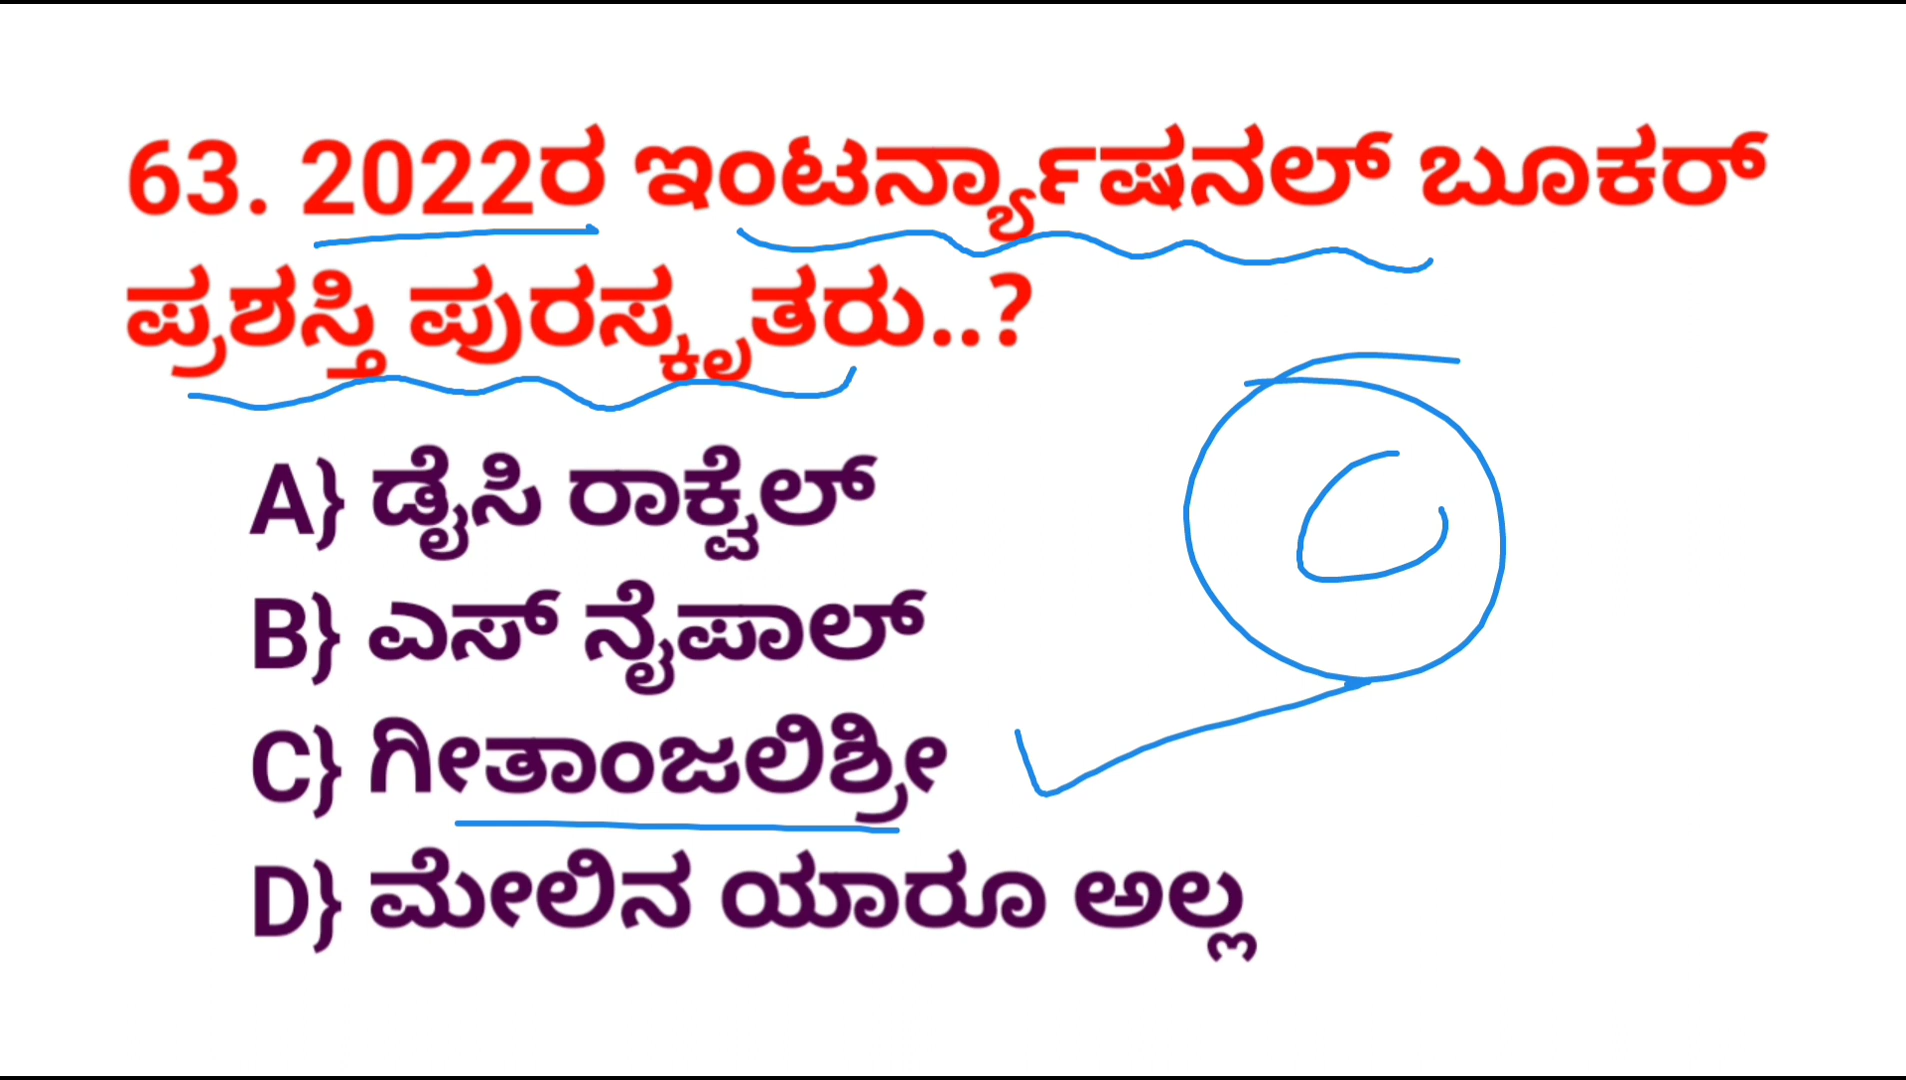 63. 2022ರ ಇಂಟರ್ನ್ಯಾರ್ಷನಲ್ ಬೂಕರ್
ಪ್ರಶಸ್ತಿ ಪುರಸ್ಕೃತರು..?
A} ಡೈಸಿ ರಾಕ್ವೆಲ್
B} ಎಸ್ ನೈಪಾಲ್
C} ಗೀತಾಂಜಲಿಶ್ರೀ
D} ಮೇಲಿನ ಯಾರೂ ಅಲ್ಲ
C